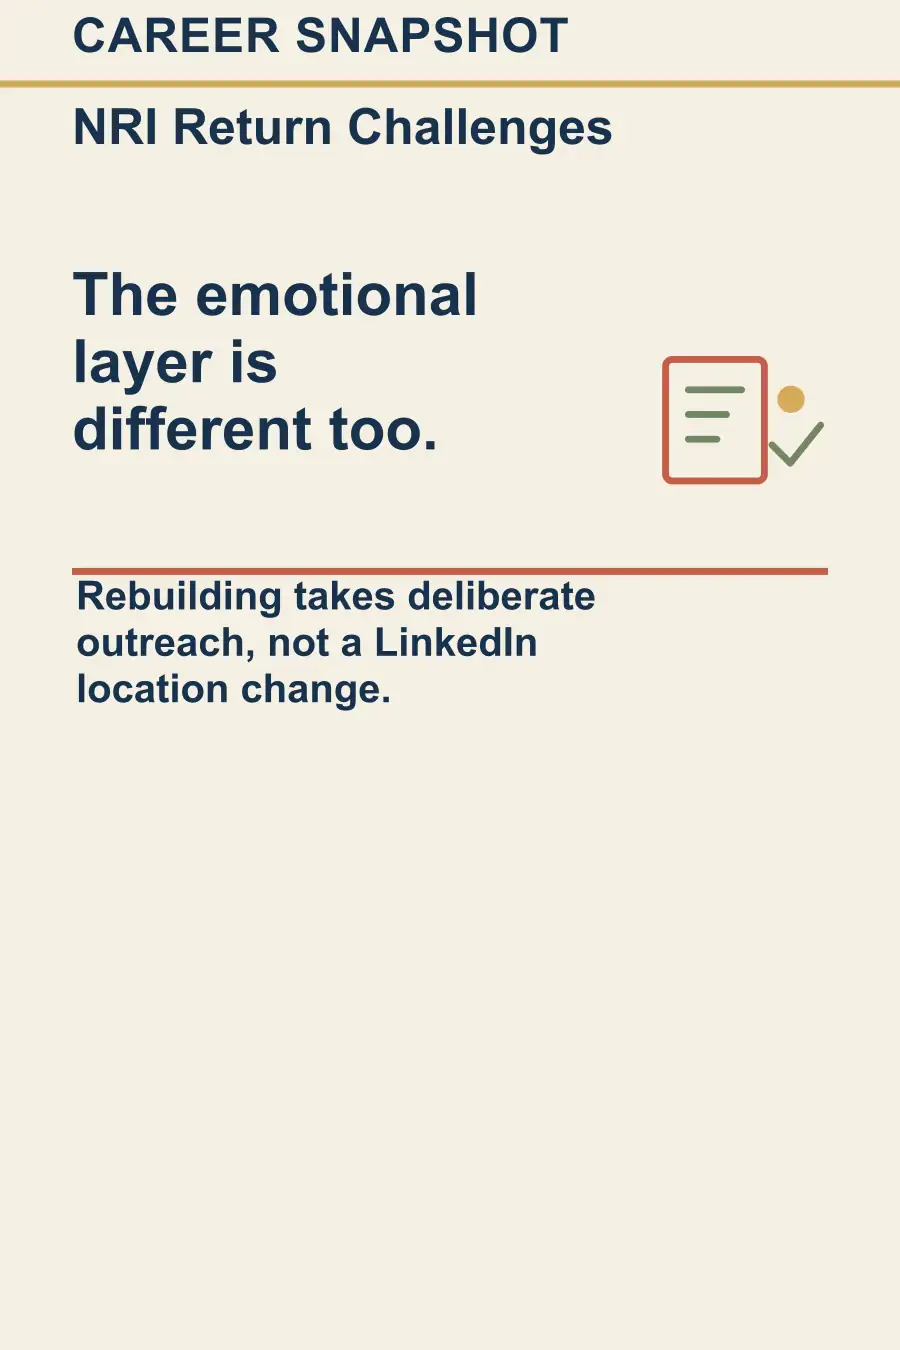 CAREER SNAPSHOT
NRI Return Challenges
The emotional
layer is
different too.
Rebuilding takes deliberate
outreach, not a LinkedIn
location change.